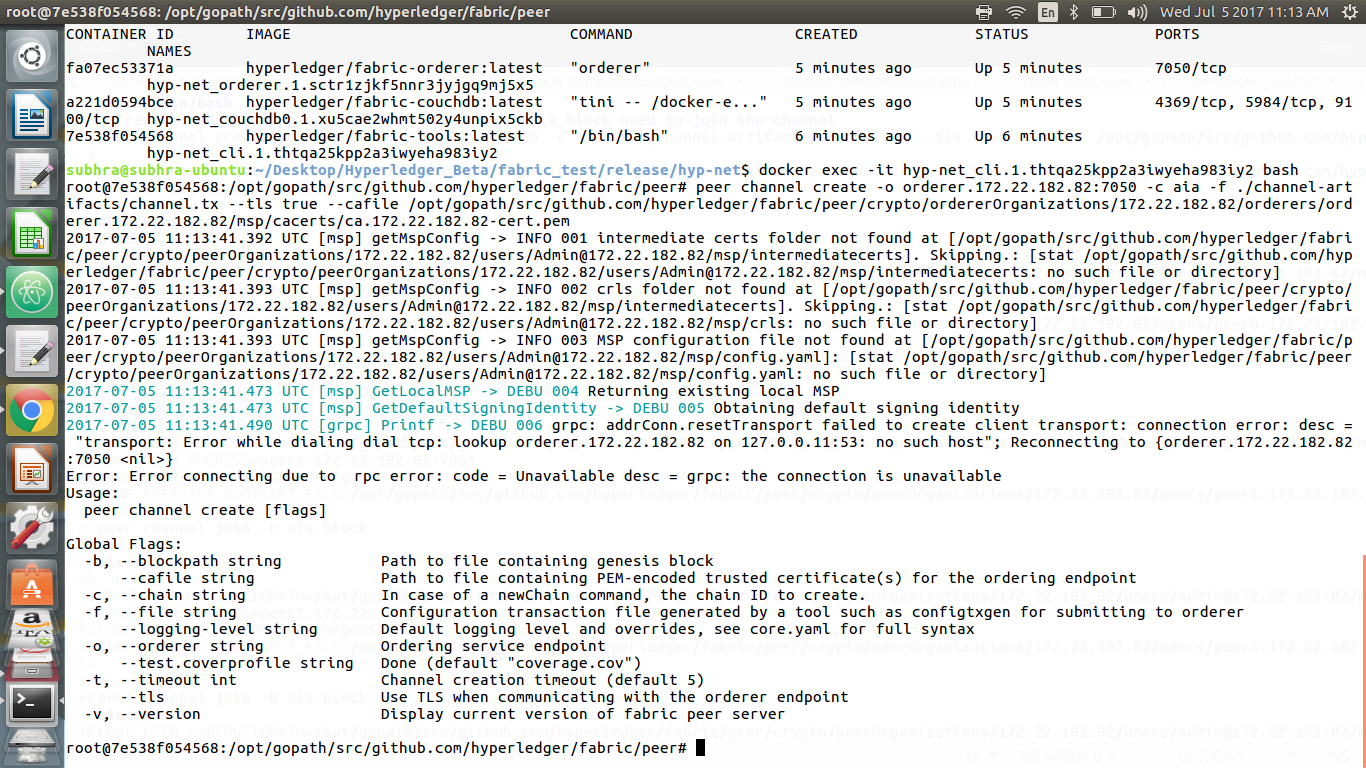 root@7e538f054568: /opt/gopath/src/github.com/hyperledger/fabric/peer
En
Wed Jul 5 2017 11:13 AM
CONTAINER ID IMAGE COMMAND CREATED STATUS PORTS
NAMES
fa07ec53371a hyperledger/fabric-orderer:latest "orderer" 5 minutes ago Up 5 minutes 7050/tcp
hyp-net_orderer.1.sctr1zjkf5nnr3jyjgq9mj5x5
a221d0594bce hyperledger/fabric-couchdb:latest "tini -- /docker-e..." 5 minutes ago Up 5 minutes 4369/tcp, 5984/tcp, 91
00/tcp hyp-net_couchdb0.1.xu5cae2whmt502y4unpix5ckb
7e538f054568 hyperledger/fabric-tools:latest "/bin/bash" 6 minutes ago Up 6 minutes
hyp-net_cli.1.thtqa25kpp2a3iwyeha983iy2
subhra@subhra-ubuntu:~/Desktop/Hyperledger_Beta/fabric_test/release/hyp-net$ docker exec -it hyp-net_cli.1.thtqa25kpp2a3iwyeha983iy2 bash
root@7e538f054568:/opt/gopath/src/github.com/hyperledger/fabric/peer# peer channel create -o orderer.172.22.182.82:7050 -c aia -f ./channel-art
ifacts/channel.tx --tls true --cafile /opt/gopath/src/github.com/hyperledger/fabric/peer/crypto/ordererOrganizations/172.22.182.82/orderers/ord
erer.172.22.182.82/msp/cacerts/ca.172.22.182.82-cert.pem
2017-07-05 11:13:41.392 UTC [msp] getMspConfig -> INFO 001 intermediate certs folder not found at [/opt/gopath/src/github.com/hyperledger/fabri
c/peer/crypto/peerOrganizations/172.22.182.82/users/Admin@172.22.182.82/msp/intermediatecerts]. Skipping.: [stat /opt/gopath/src/github.com/hyp
erledger/fabric/peer/crypto/peerOrganizations/172.22.182.82/users/Admin@172.22.182.82/msp/intermediatecerts: no such file or directory]
2017-07-05 11:13:41.393 UTC [msp] getMspConfig -> INFO 002 crls folder not found at [/opt/gopath/src/github.com/hyperledger/fabric/peer/crypto/
peerOrganizations/172.22.182.82/users/Admin@172.22.182.82/msp/intermediatecerts]. Skipping.: [stat /opt/gopath/src/github.com/hyperledger/fabri
c/peer/crypto/peerOrganizations/172.22.182.82/users/Admin@172.22.182.82/msp/crls: no such file or directory]
2017-07-05 11:13:41.393 UTC [msp] getMspConfig -> INFO 003 MSP configuration file not found at [/opt/gopath/src/github.com/hyperledger/fabric/p
eer/crypto/peerOrganizations/172.22.182.82/users/Admin@172.22.182.82/msp/config.yaml]: [stat /opt/gopath/src/github.com/hyperledger/fabric/peer
/crypto/peerOrganizations/172.22.182.82/users/Admin@172.22.182.82/msp/config.yaml: no such file or directory]
2017-07-05 11:13:41.473 UTC [msp] GetLocalMSP -> DEBU 004 Returning existing local MSP
2017-07-05 11:13:41.473 UTC [msp] GetDefaultSigningIdentity -> DEBU 005 Obtaining default signing identity
2017-07-05 11:13:41.490 UTC [grpc] Printf -> DEBU 006 grpc: addrConn.resetTransport failed to create client transport: connection error: desc =
"transport: Error while dialing dial tcp: lookup orderer.172.22.182.82 on 127.0.0.11:53: no such host"; Reconnecting to {orderer.172.22.182.82
:7050 <nil>}
Error: Error connecting due to  rpc error: code = Unavailable desc = grpc: the connection is unavailable
Usage:
peer channel create [flags]
Global Flags:
-b, --blockpath string Path to file containing genesis block
--cafile string Path to file containing PEM-encoded trusted certificate(s) for the ordering endpoint
-c, --chain string In case of a newChain command, the chain ID to create.
-f, --file string Configuration transaction file generated by a tool such as configtxgen for submitting to orderer
--logging-level string Default logging level and overrides, see core.yaml for full syntax
-o, --orderer string Ordering service endpoint
--test.coverprofile string Done (default "coverage.cov")
-t, --timeout int Channel creation timeout (default 5)
--tls Use TLS when communicating with the orderer endpoint
-v, --version Display current version of fabric peer server
root@7e538f054568:/opt/gopath/src/github.com/hyperledger/fabric/peer#